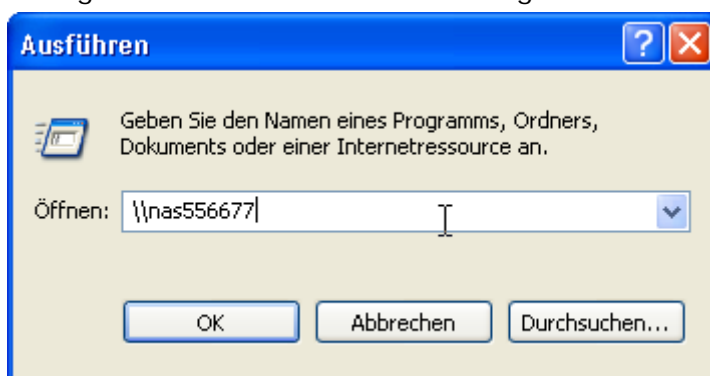 Ausführen
Geben Sie den Namen eines Programms, Ordners,
Dokuments oder einer Internetressource an.
Öffnen: \\nas556677
OK Abbrechen Durchsuchen...